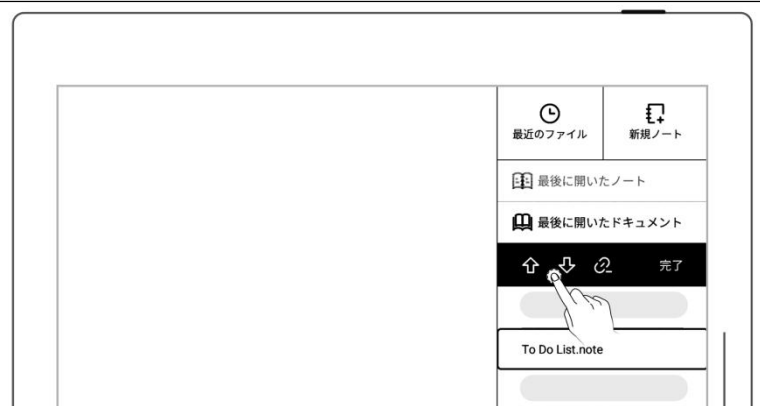 最近のファイル
新規ノート
最後に開いたノート
最後に開いたドキュメント
完了
To Do List.note